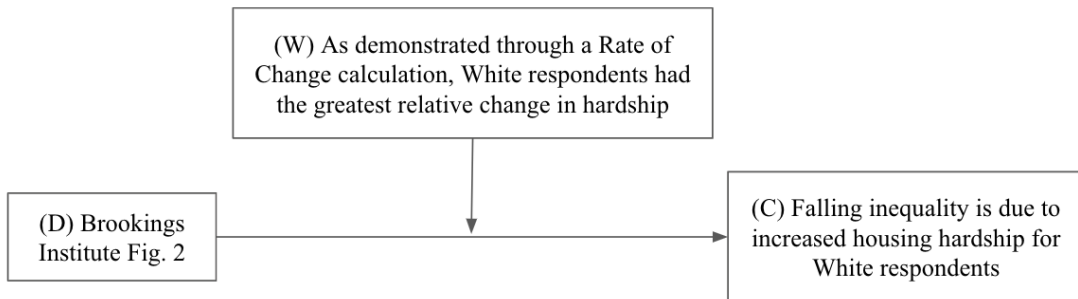 (W) As demonstrated through a Rate of
Change calculation, White respondents had
the greatest relative change in hardship
(D) Brookings
Institute Fig. 2
(C) Falling inequality is due to
increased housing hardship for
White respondents